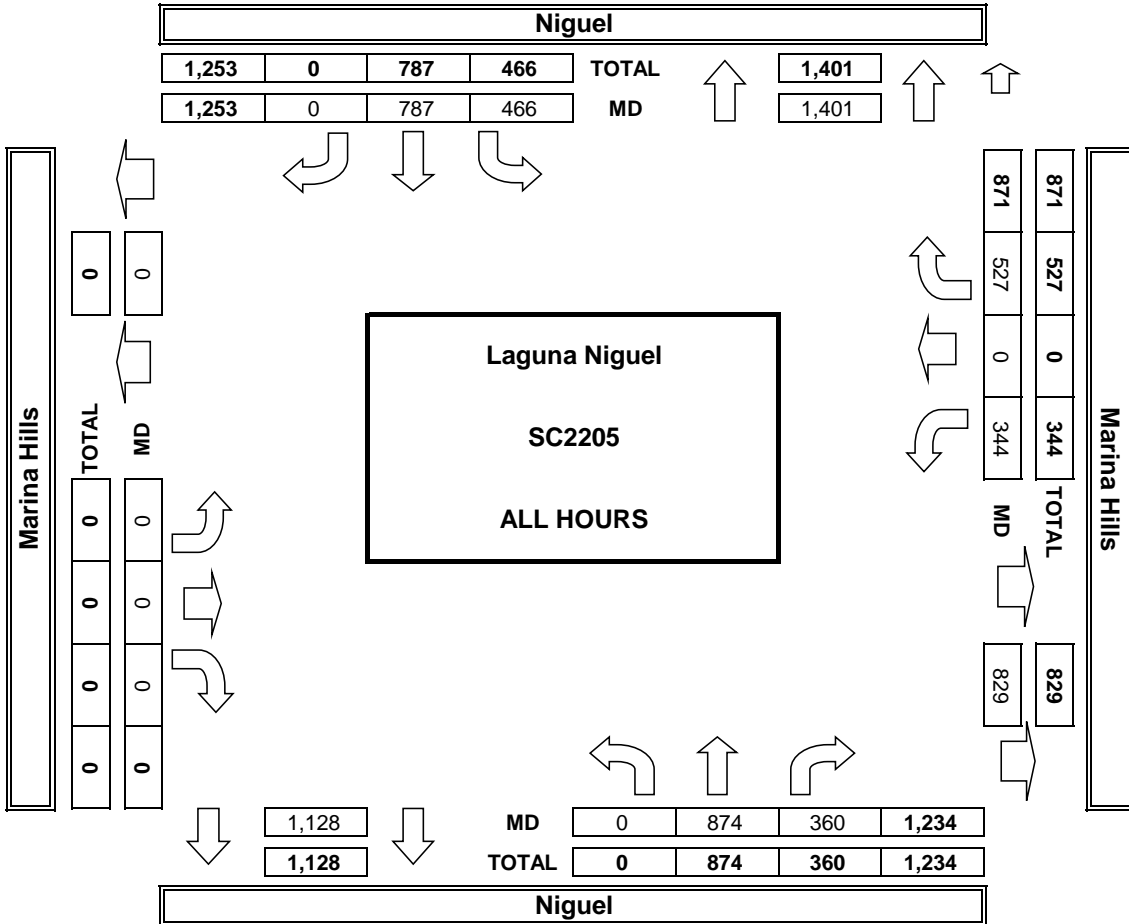 Niguel
1,253 0 787 466 TOTAL 1,401
1,253 0 787 466 MD 1,401
Marina Hills
0 0
TOTAL MD
0 0
0 0
0 0
0 0
Laguna Niguel
SC2205
ALL HOURS
871 871
527 527
0 0
344 344
MD TOTAL
829 829
Marina Hills
1,128 MD 0 874 360 1,234
1,128 TOTAL 0 874 360 1,234
Niguel